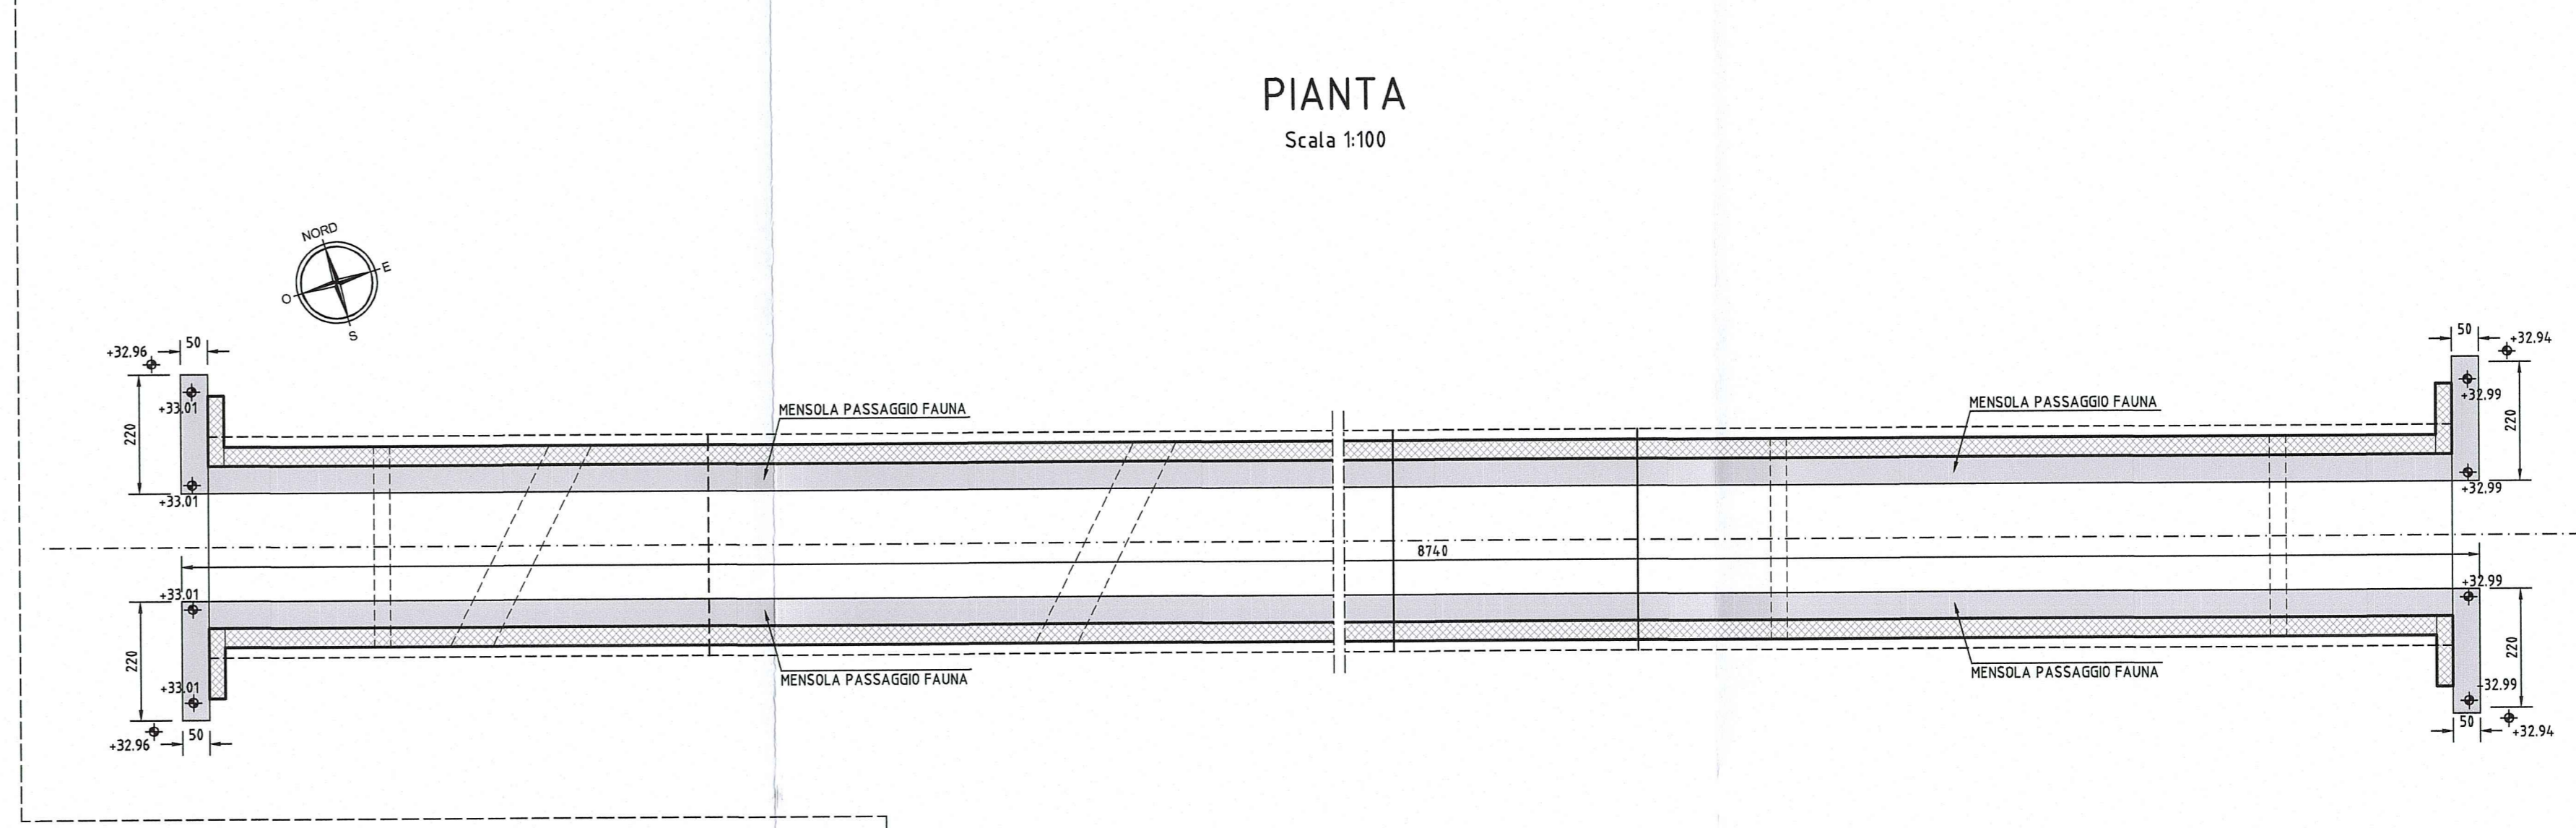 PIANTA
Scala 1:100
NORD
E
O
S
50
+32.96
50
+32.94
220
+33.01
+32.99
220
MENSOLA PASSAGGIO FAUNA
MENSOLA PASSAGGIO FAUNA
+33.01
+32.99
8740
+33.01
+32.99
220
220
+33.01
MENSOLA PASSAGGIO FAUNA
MENSOLA PASSAGGIO FAUNA
32.99
50
+32.96
50
+32.94